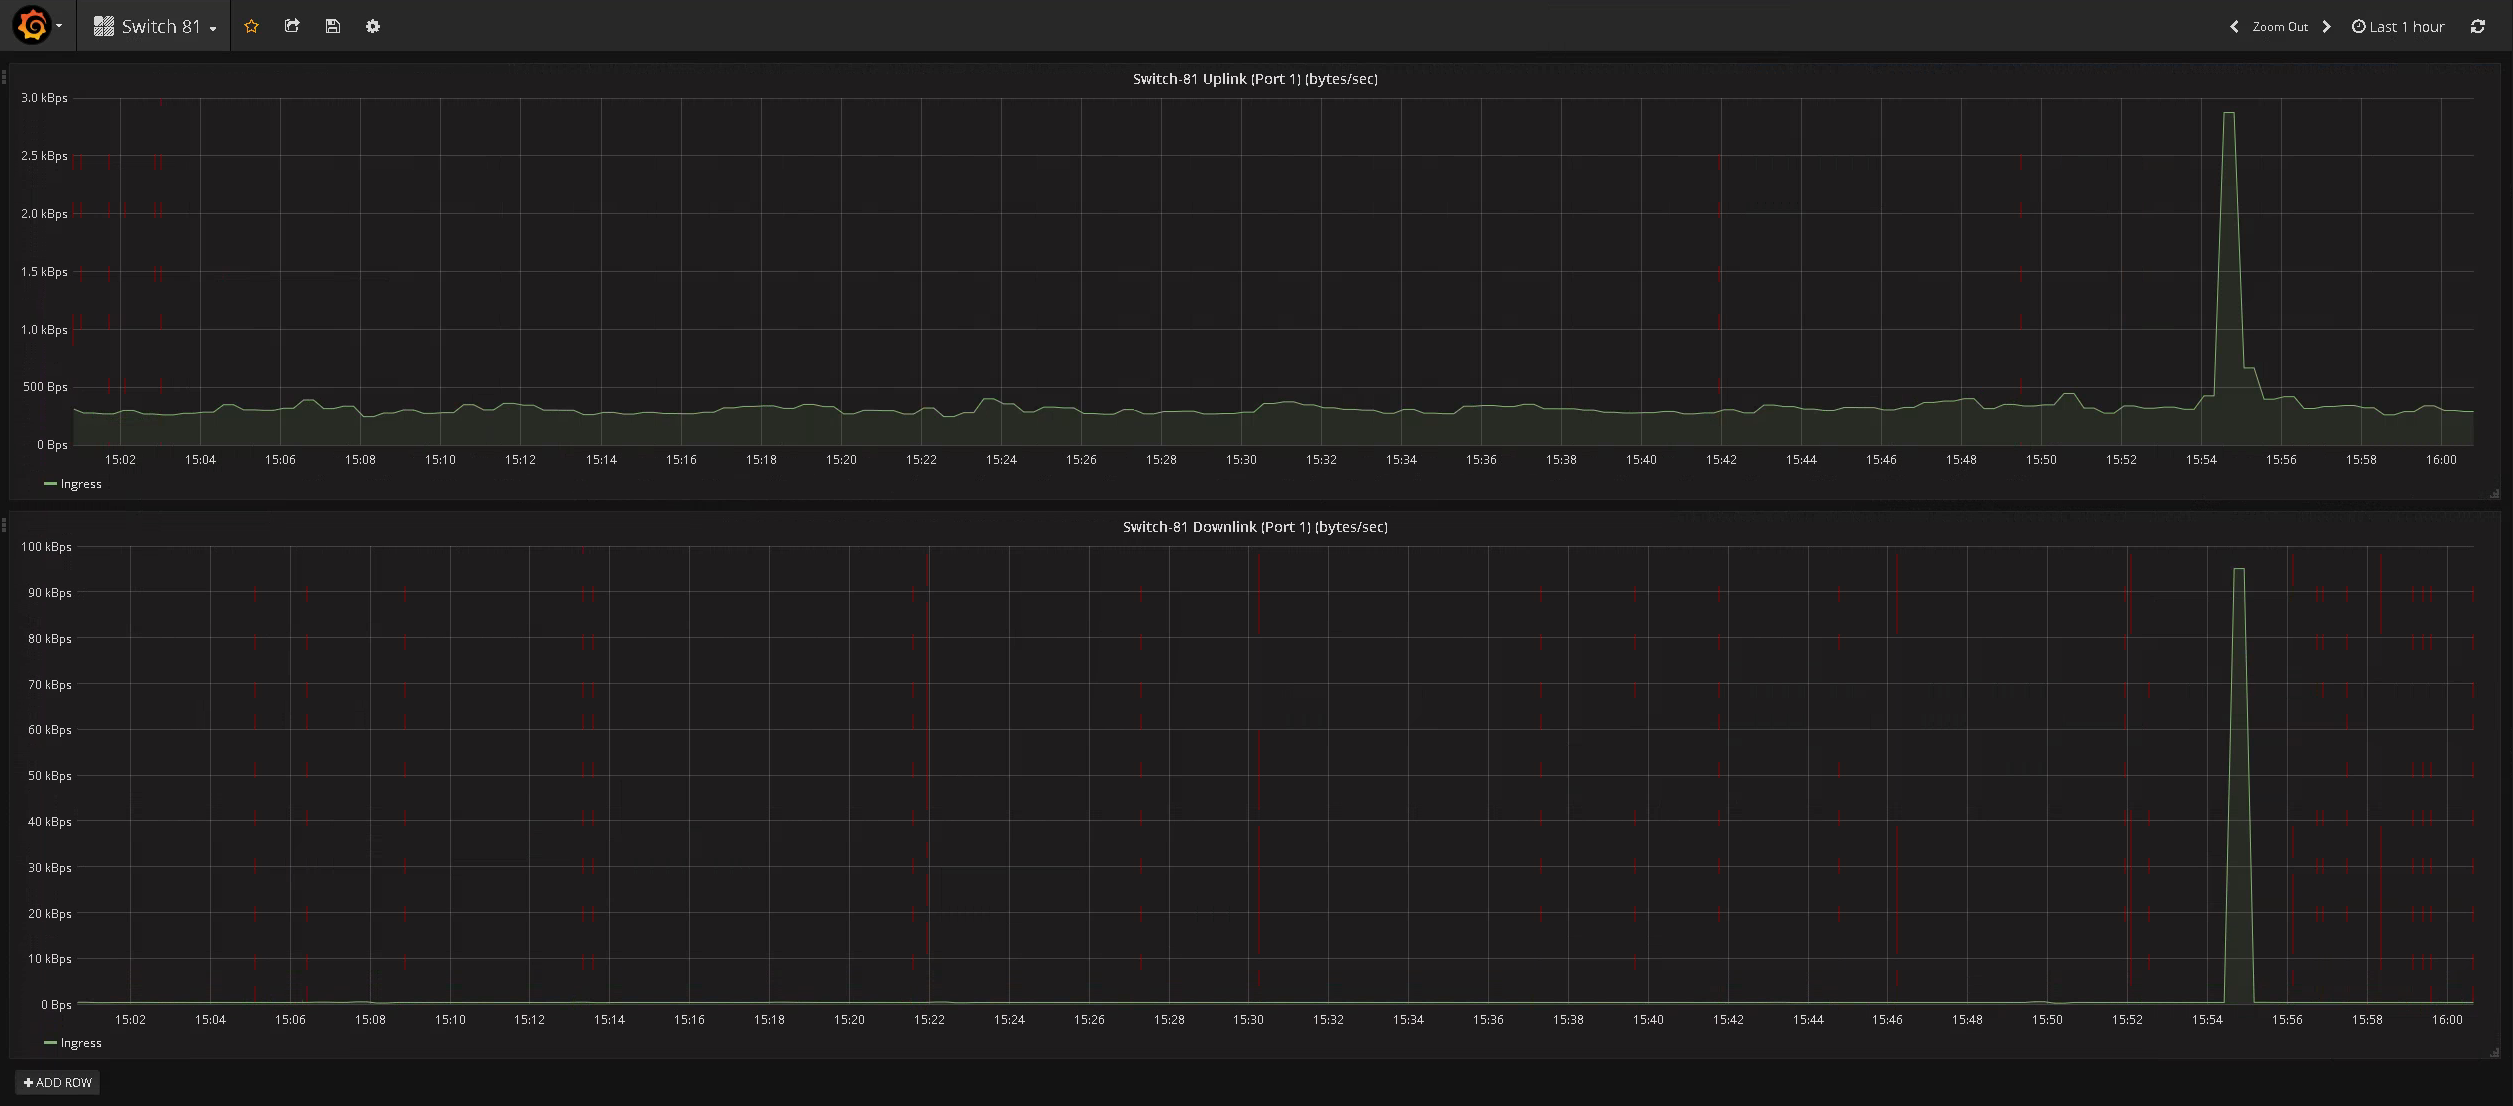 Switch 81
Zoom Out
Last 1 hour
Switch-81 Uplink (Port 1) (bytes/sec)
3.0 kBps
2.5 kBps
2.0 kBps
1.5 kBps
1.0 kBps
500 Bps
0 Bps
15:02 15:04 15:06 15:08 15:10 15:12 15:14 15:16 15:18 15:20 15:22 15:24 15:26 15:28 15:30 15:32 15:34 15:36 15:38 15:40 15:42 15:44 15:46 15:48 15:50 15:52 15:54 15:56 15:58 16:00
Ingress
Switch-81 Downlink (Port 1) (bytes/sec)
100 kBps
90 kBps
80 kBps
70 kBps
60 kBps
50 kBps
40 kBps
30 kBps
20 kBps
10 kBps
0 Bps
15:02 15:04 15:06 15:08 15:10 15:12 15:14 15:16 15:18 15:20 15:22 15:24 15:26 15:28 15:30 15:32 15:34 15:36 15:38 15:40 15:42 15:44 15:46 15:48 15:50 15:52 15:54 15:56 15:58 16:00
Ingress
+ ADD ROW